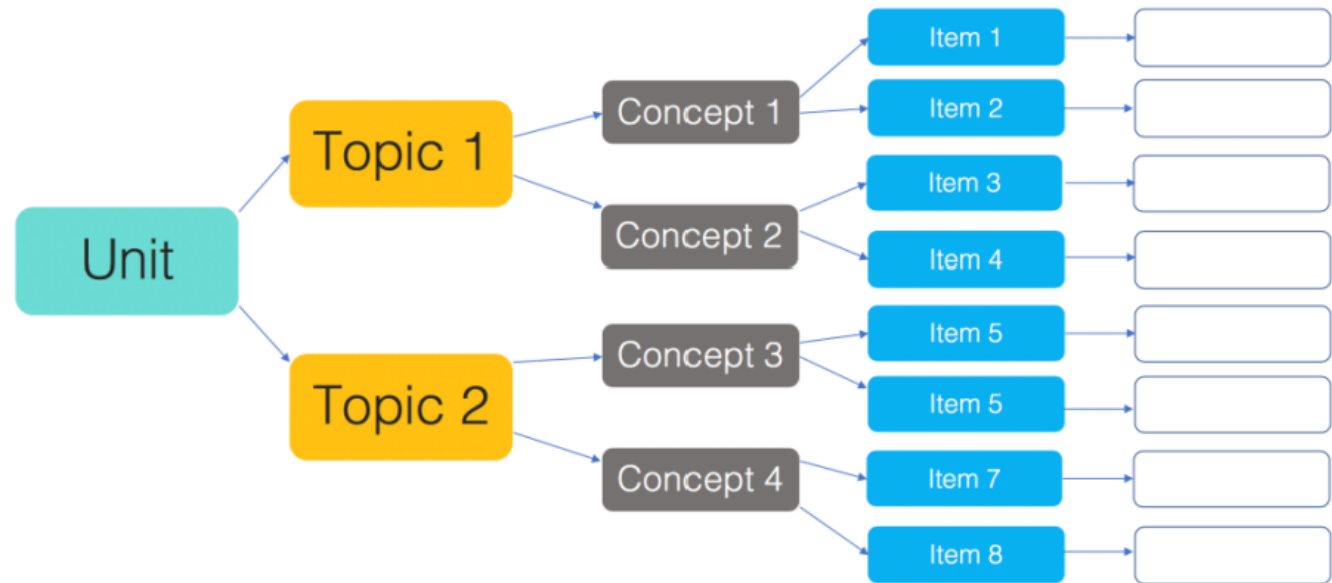 Unit
Topic 1
Topic 2
Concept 1
Concept 2
Concept 3
Concept 4
Item 1
Item 2
Item 3
Item 4
Item 5
Item 5
Item 7
Item 8